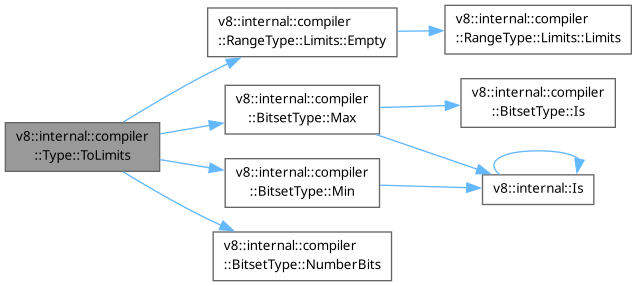 v8::internal::compiler
::Type::ToLimits
v8::internal::compiler
::RangeType::Limits::Empty
v8::internal::compiler
::RangeType::Limits::Limits
v8::internal::compiler
::BitsetType::Max
v8::internal::compiler
::BitsetType::Is
v8::internal::compiler
::BitsetType::Min
v8::internal::Is
v8::internal::compiler
::BitsetType::NumberBits